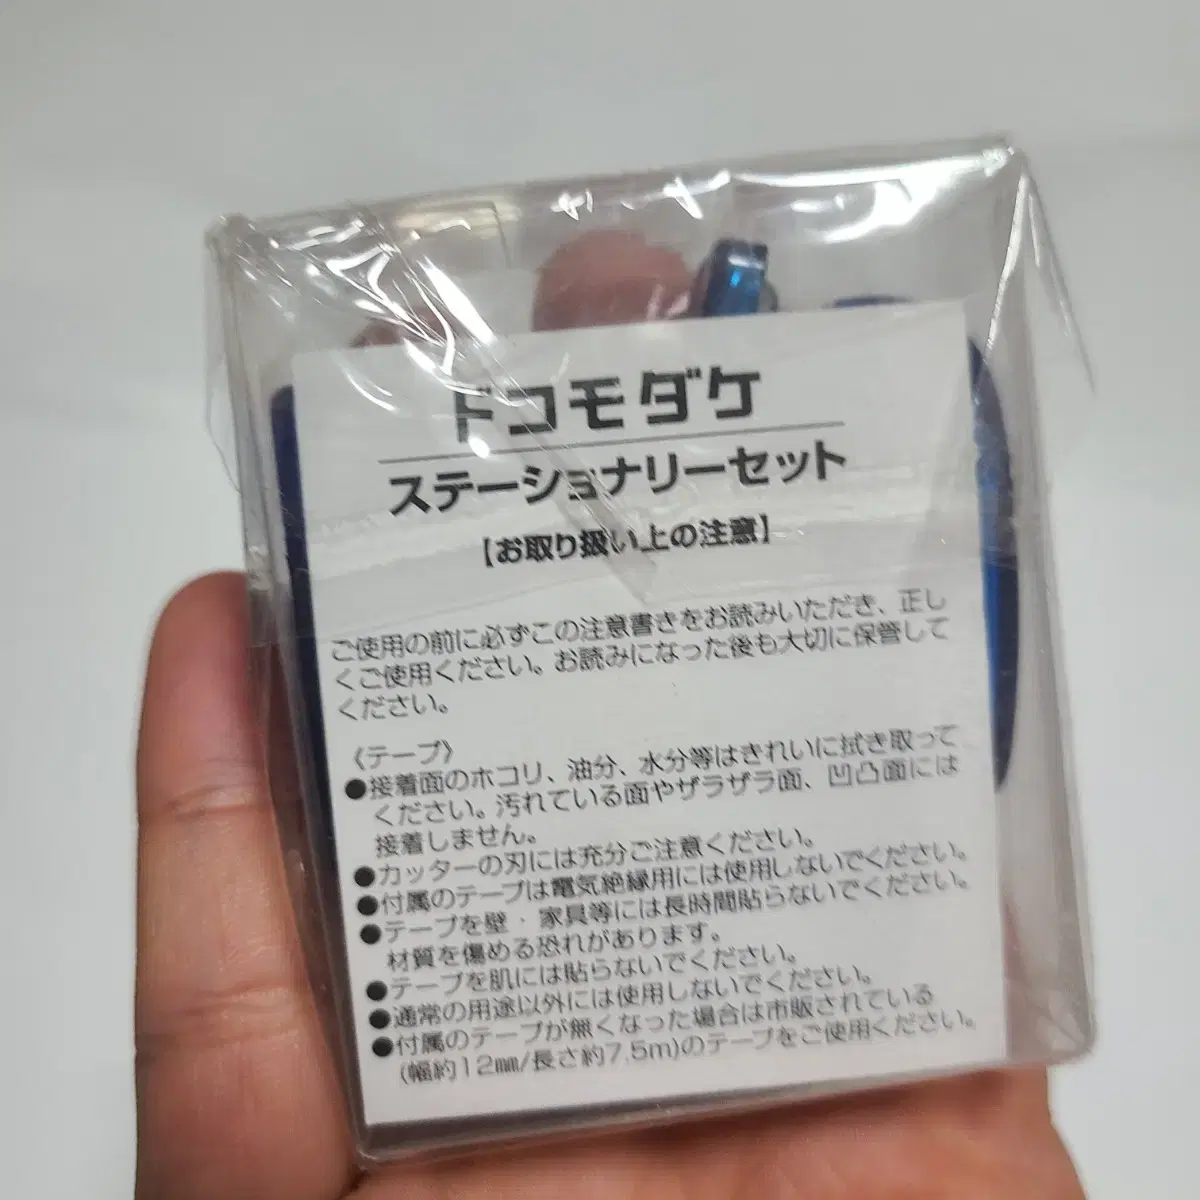 ドコモダケ
ステーショナリーセット
【お取り扱い上の注意】
ご使用の前に必ずこの注意書きをお読みいただき、正し
くご使用ください。お読みになった後も大切に保管して
ください。
〈テープ〉
●接着面のホコリ、油分、水分等はきれいに拭き取って
ください。汚れている面やザラザラ面、凹凸面には
接着しません。
●カッターの刃には充分ご注意ください。
●付属のテープは電気絶縁用には使用しないでください。
●テープを壁・家具等には長時間貼らないでください。
材質を傷める恐れがあります。
●テープを肌には貼らないでください。
●通常の用途以外には使用しないでください。
●付属のテープが無くなった場合は市販されている
(幅約12㎜/長さ約7.5m)のテープをご使用ください。